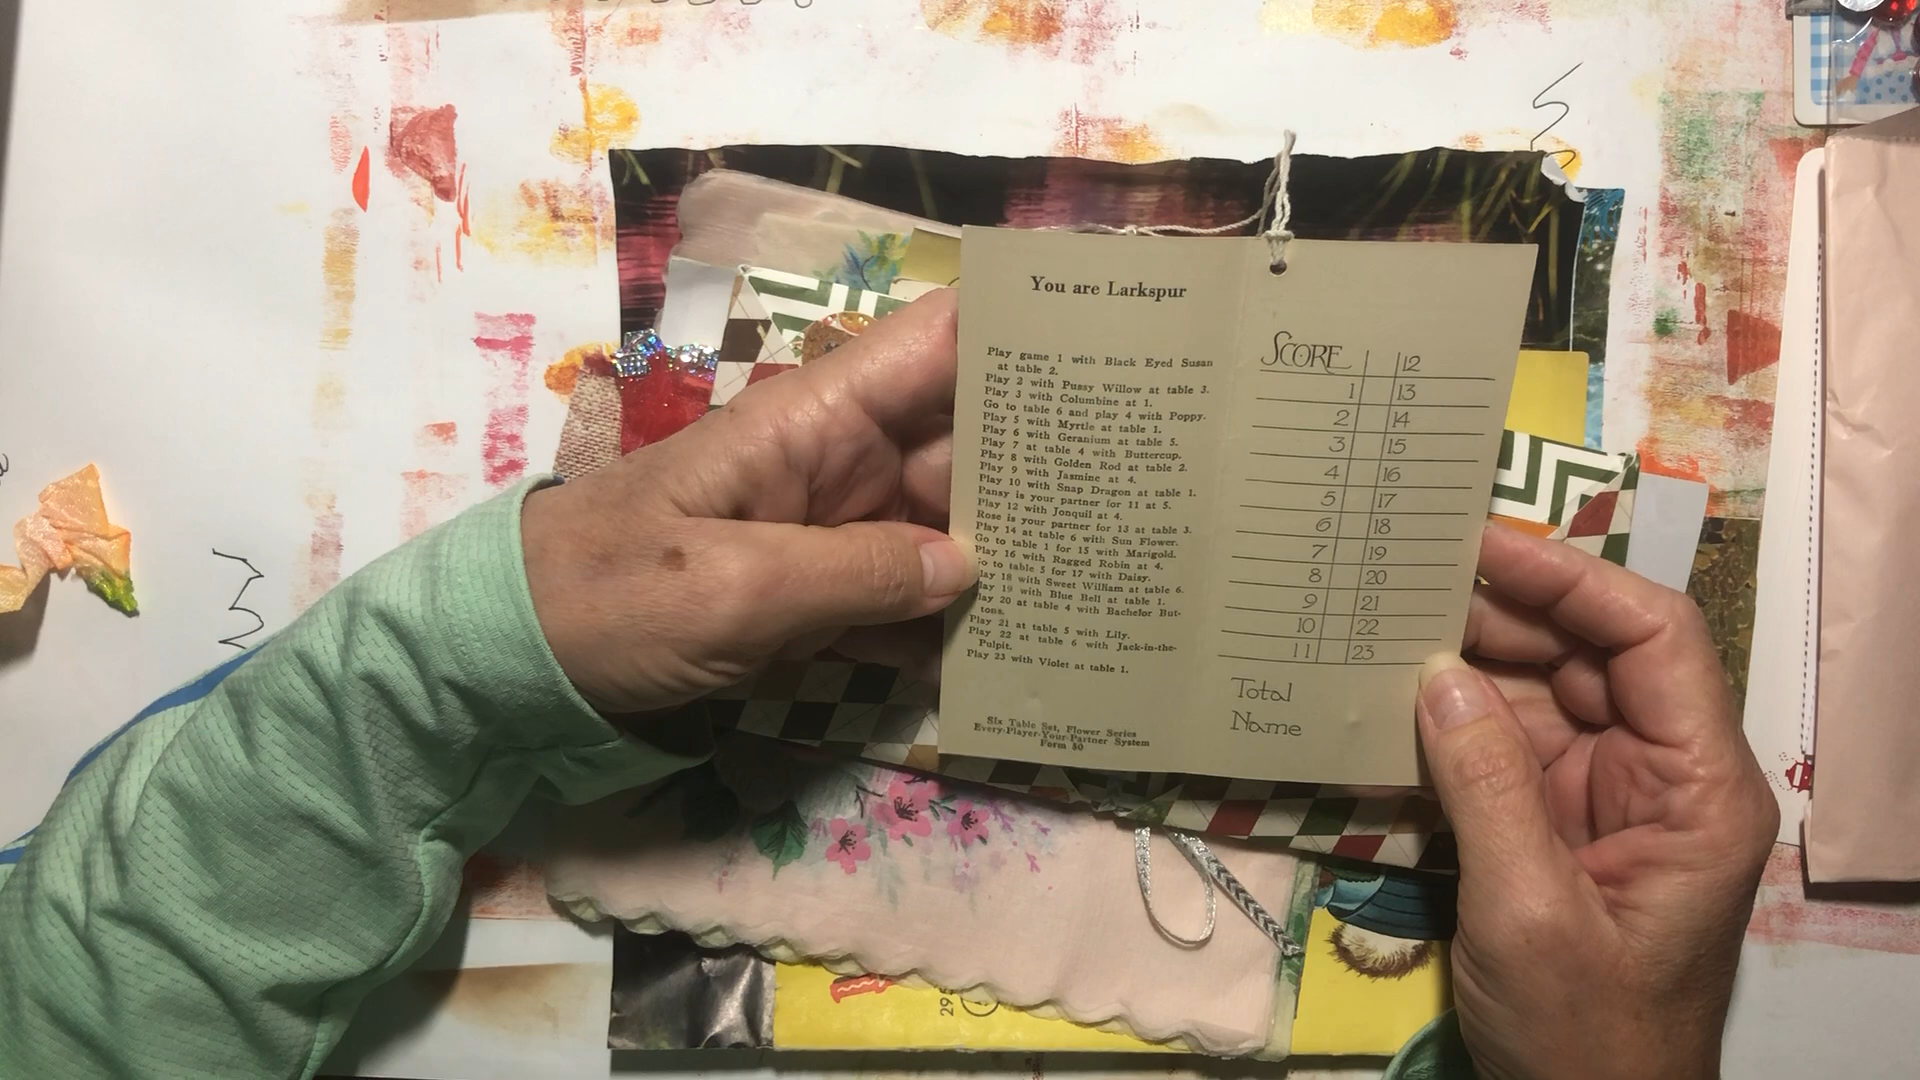 You are Larkspur
Play game 1 with Black Eyed Susan
at table 2.
Play 2 with Pussy Willow at table 3.
Play 3 with Columbine at 1.
Go to table 6 and play 4 with Poppy.
Play 5 with Myrtle at table 1.
Play 6 with Geranium at table 5.
Play 7 at table 4 with Buttercup.
Play 8 with Golden Rod at table 2.
Play 9 with Jasmine at 4.
Play 10 with Snap Dragon at table 1.
Pansy is your partner for 11 at 5.
Play 12 with Jonquil at 4.
Rose is your partner for 13 at table 3.
Play 14 at table 6 with Sun Flower.
Go to table 1 for 15 with Marigold.
Play 16 with Ragged Robin at 4.
o to table 5 for 17 with Daisy.
lay 18 with Sweet William at table 6.
lay 19 with Blue Bell at table 1.
lay 20 at table 4 with Bachelor But-
tons.
Play 21 at table 5 with Lily.
Play 22 at table 6 with Jack-in-the-
Pulpit.
Play 23 with Violet at table 1.
Six Table Set, Flower Series
Every-Player-Your-Partner System
Form 50
SCORE 12
1 13
2 14
3 15
4 16
5 17
6 18
7 19
8 20
9 21
10 22
11 23
Total
Name
295